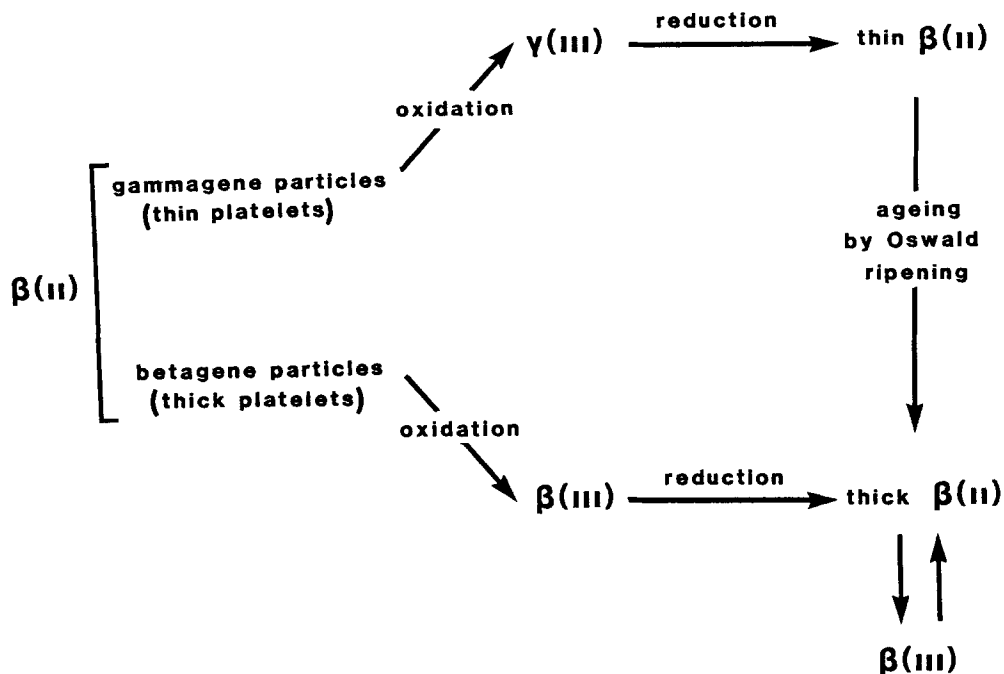 γ(III) reduction thin β(II)
oxidation
gammagene particles
(thin platelets)
ageing
by Oswald
ripening
β(II)
betagene particles
(thick platelets)
oxidation
β(III) reduction thick β(II)
β(III)